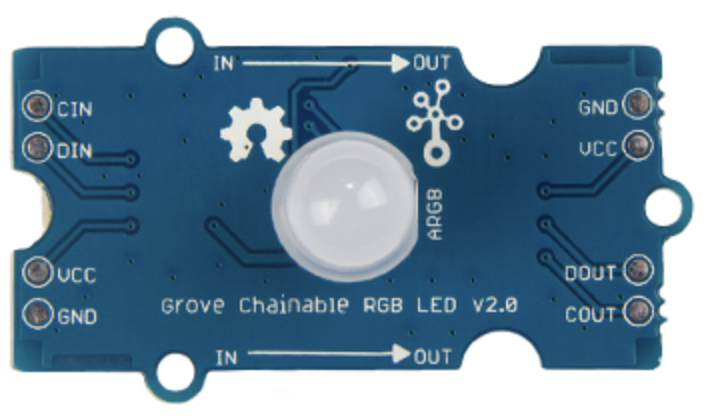 IN OUT
CIN
DIN
GND
VCC
ARGB
VCC
GND
DOUT
COUT
Grove Chainable RGB LED V2.0
IN OUT